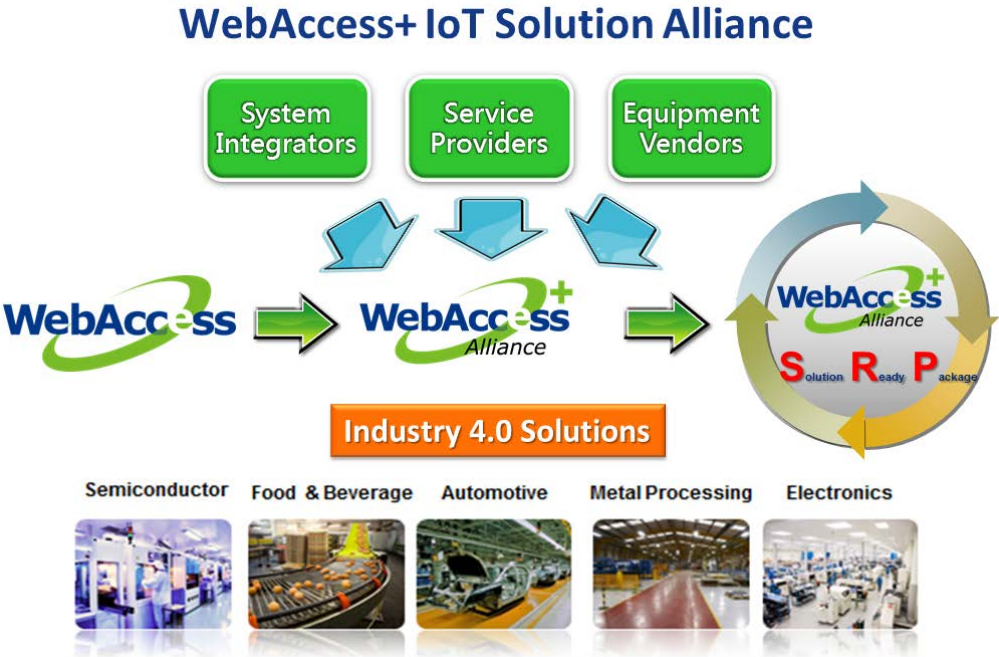 WebAccess+ IoT Solution Alliance
System
Integrators
Service
Providers
Equipment
Vendors
WebAccess
WebAccess+
Alliance
WebAccess+
Alliance
Solution Ready Package
Industry 4.0 Solutions
Semiconductor
Food & Beverage
Automotive
Metal Processing
Electronics